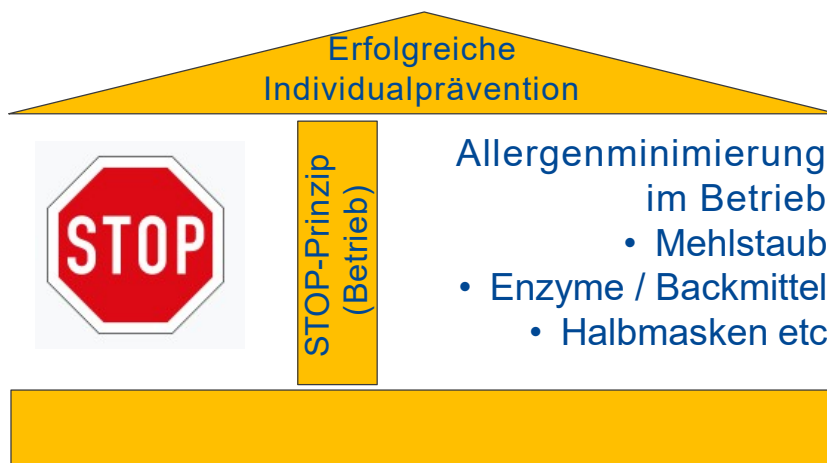 Erfolgreiche
Individualprävention
STOP
STOP-Prinzip
(Betrieb)
Allergenminimierung
im Betrieb
• Mehlstaub
• Enzyme / Backmittel
• Halbmasken etc